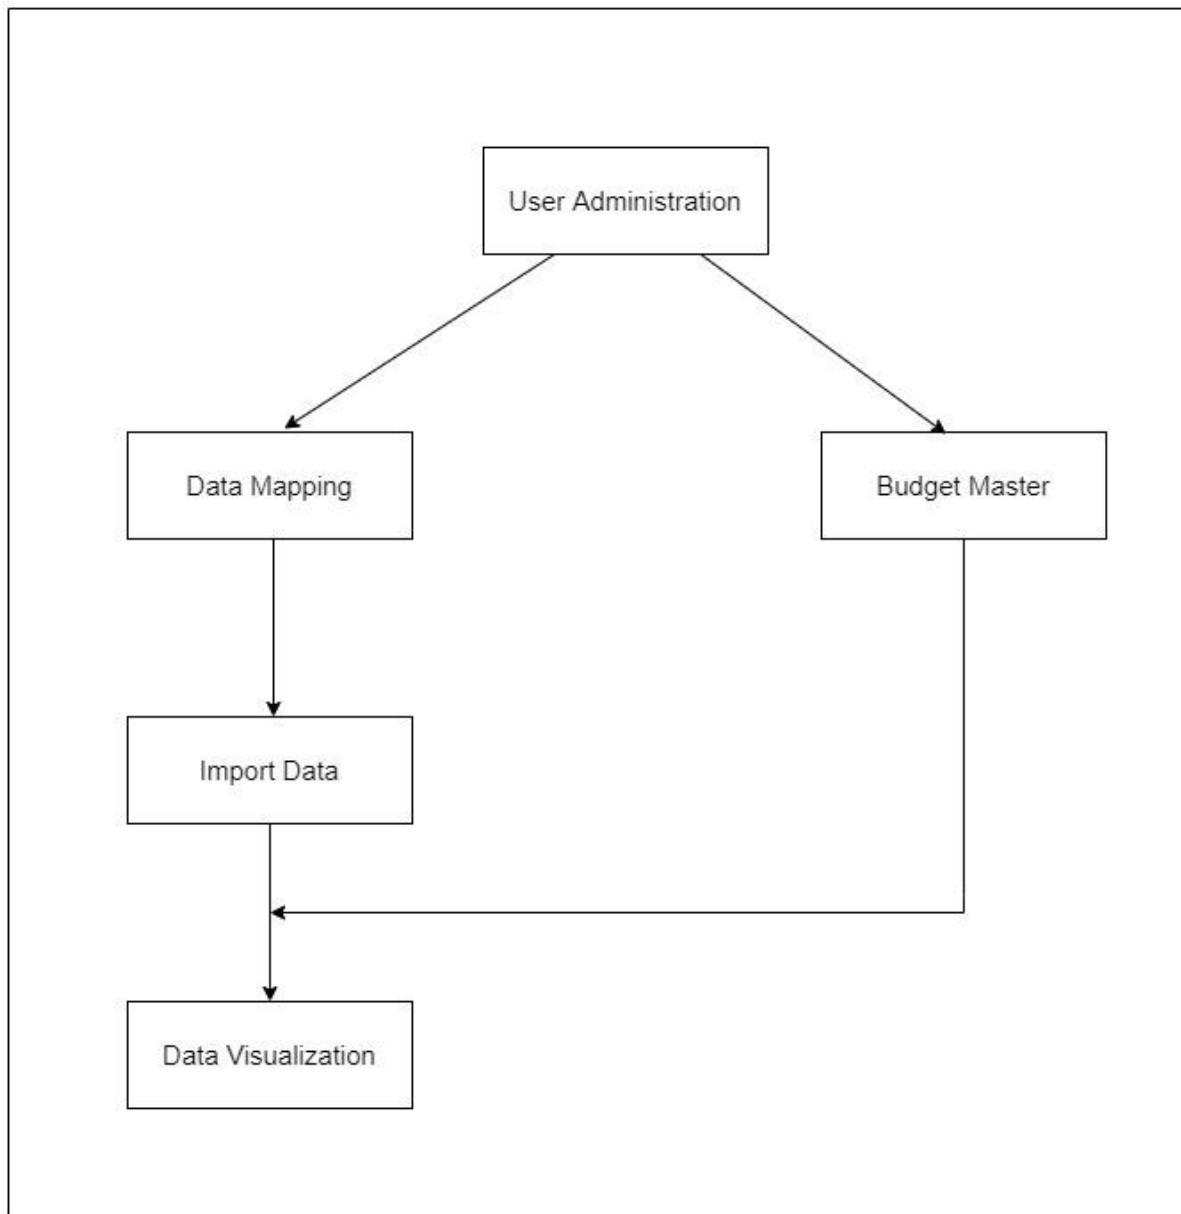 User Administration
Data Mapping
Budget Master
Import Data
Data Visualization